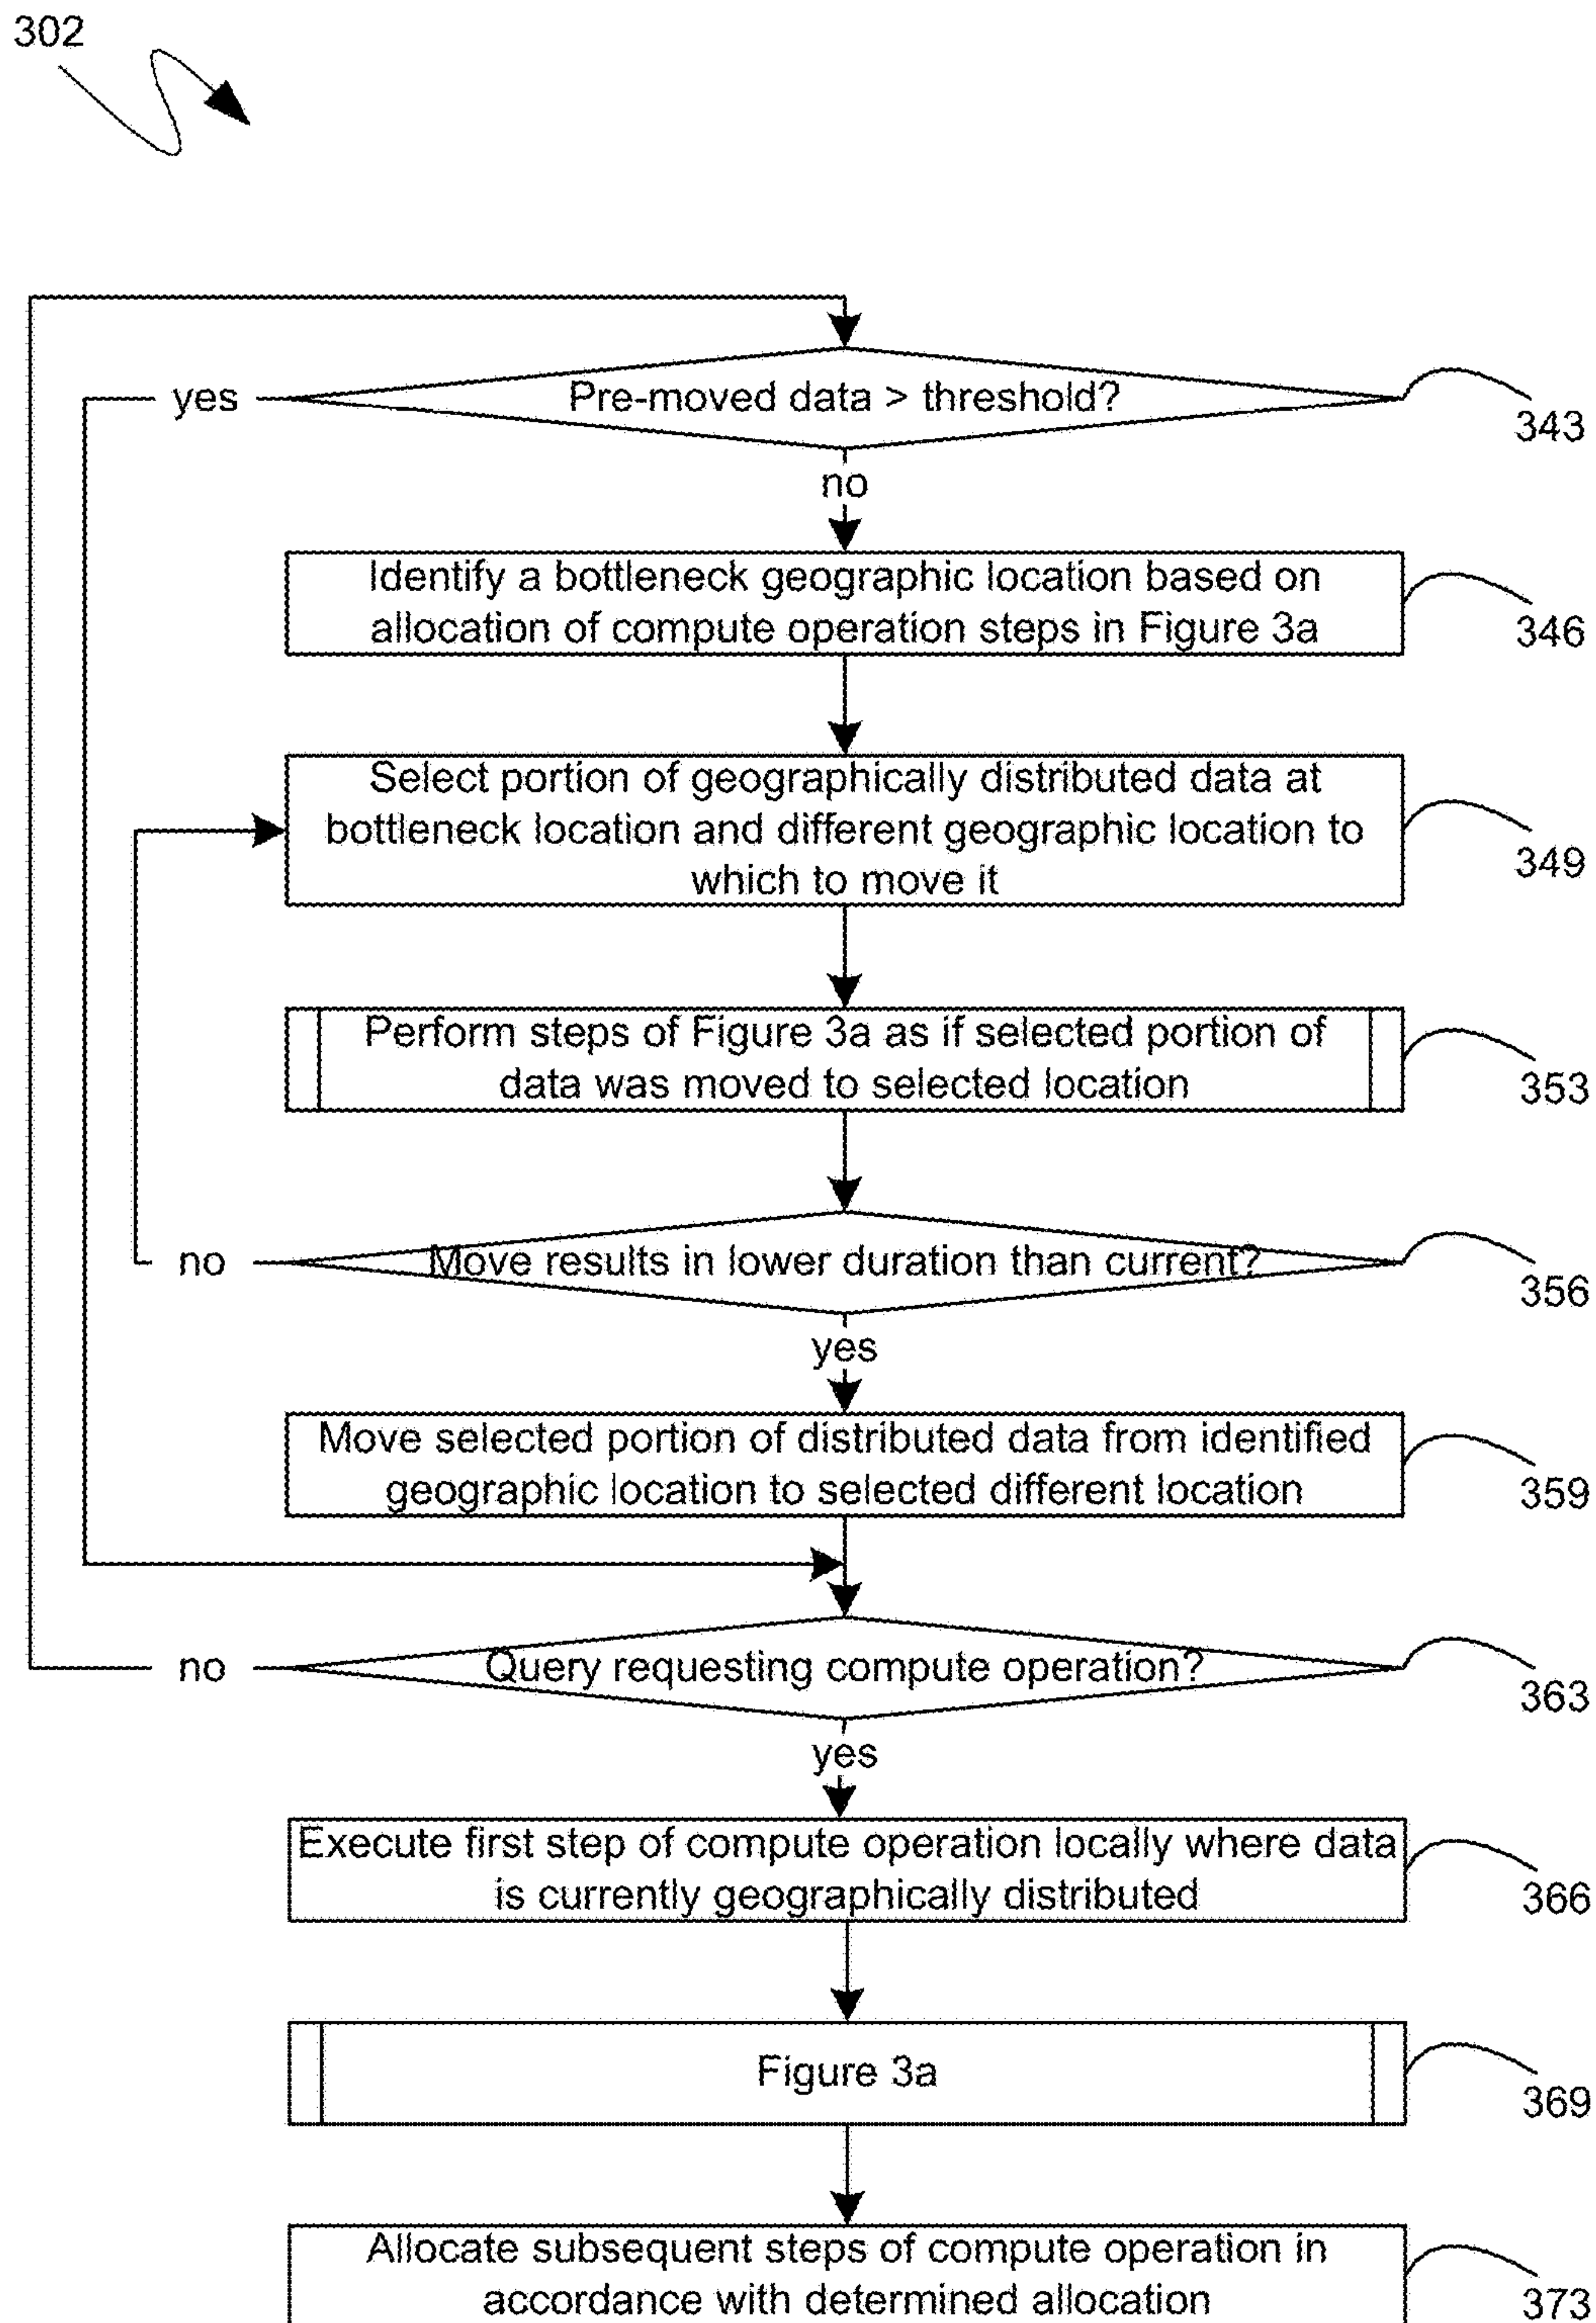 302
Pre-moved data > threshold?
yes
343
no
Identify a bottleneck geographic location based on
allocation of compute operation steps in Figure 3a
346
Select portion of geographically distributed data at
bottleneck location and different geographic location to
which to move it
349
Perform steps of Figure 3a as if selected portion of
data was moved to selected location
353
Move results in lower duration than current?
no
356
yes
Move selected portion of distributed data from identified
geographic location to selected different location
359
Query requesting compute operation?
no
363
yes
Execute first step of compute operation locally where data
is currently geographically distributed
366
Figure 3a
369
Allocate subsequent steps of compute operation in
accordance with determined allocation
373